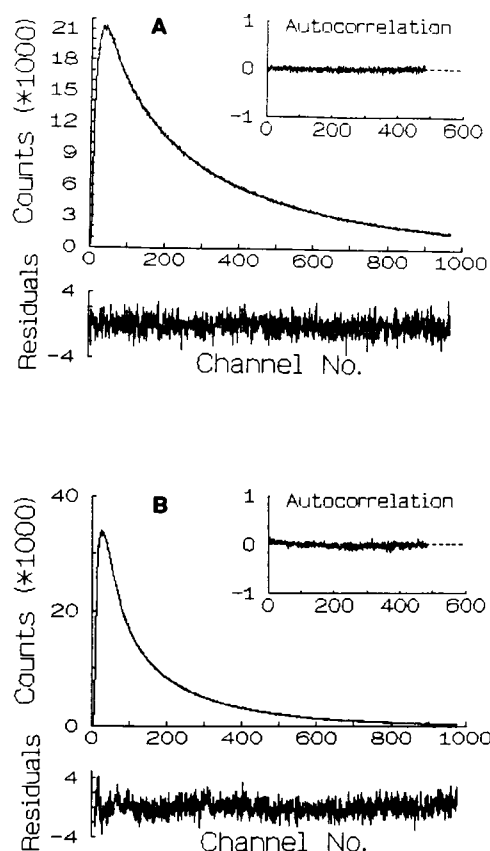 A
Autocorrelation
1
0
-1
0 200 400 600
Counts (*1000)
21
18
15
12
9
6
3
0
0 200 400 600 800 1000
Residuals
4
-4
Channel No.
B
Autocorrelation
1
0
-1
0 200 400 600
Counts (*1000)
40
20
0
0 200 400 600 800 1000
Residuals
4
-4
Channel No.